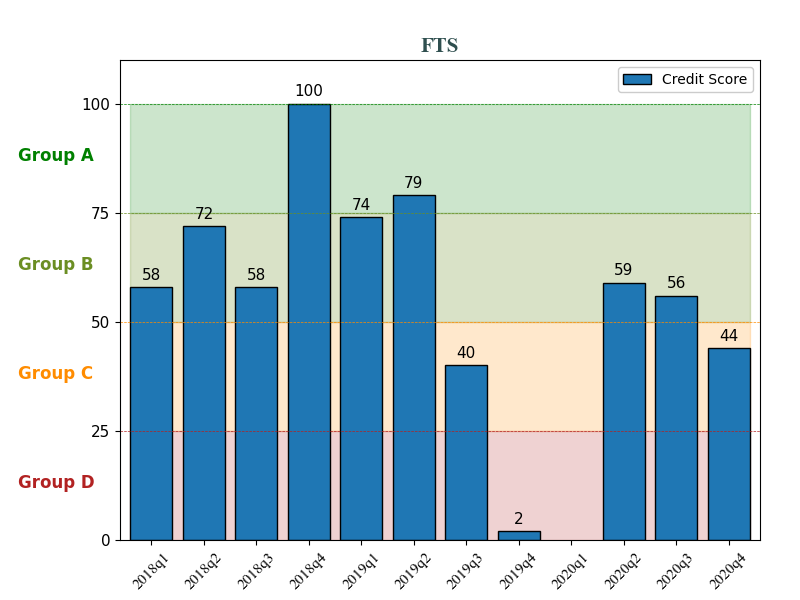 FTS
Credit Score
100
75
50
25
0
Group A
Group B
Group C
Group D
58
72
58
100
74
79
40
2
59
56
44
2018q1
2018q2
2018q3
2018q4
2019q1
2019q2
2019q3
2019q4
2020q1
2020q2
2020q3
2020q4